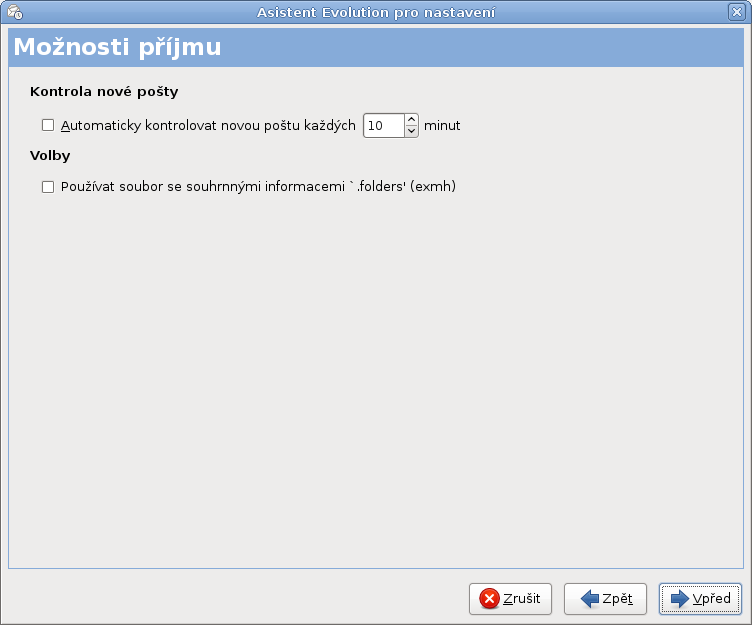 Asistent Evolution pro nastavení
Možnosti příjmu
Kontrola nové pošty
Automaticky kontrolovat novou poštu každých 10 minut
Volby
Používat soubor se souhrnnými informacemi `.folders' (exmh)
Zrušit Zpět Vpřed